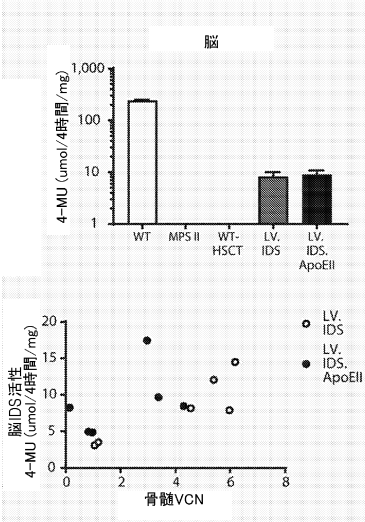 脳
4-MU (umol/4時間/mg)
1,000
100
10
1
WT
MPS II
WT-
HSCT
LV.
IDS
LV.
IDS.
ApoEII
脳IDS活性
4-MU (umol/4時間/mg)
20
15
10
5
0
0
2
4
6
8
骨髄VCN
LV.
IDS
LV.
IDS.
ApoEII